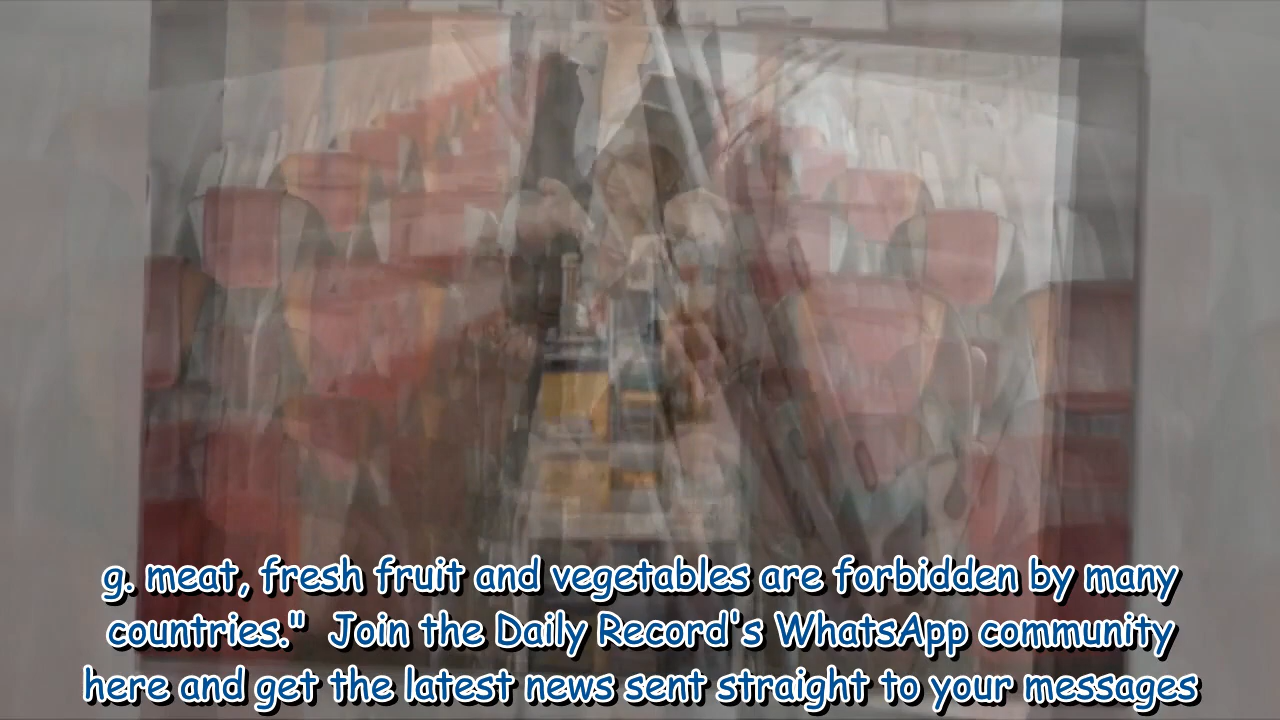 g. meat, fresh fruit and vegetables are forbidden by many
countries."  Join the Daily Record's WhatsApp community
here and get the latest news sent straight to your messages